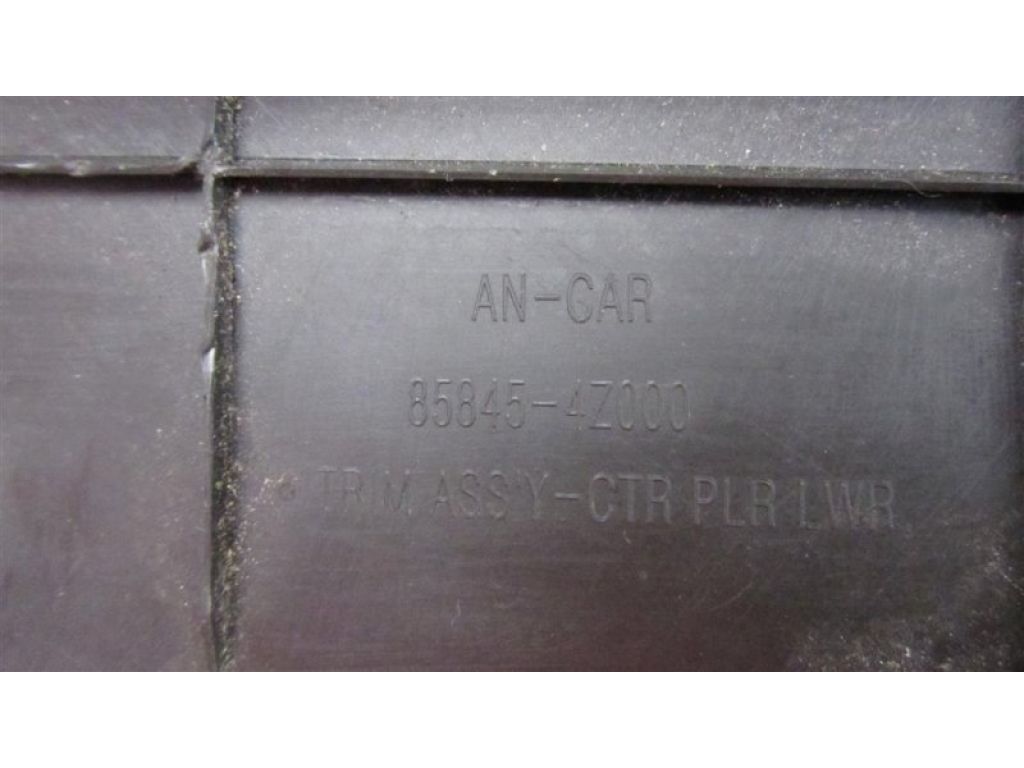 AN-CAR
85845-4Z000
TRIM ASS'Y-CTR PLR LWR